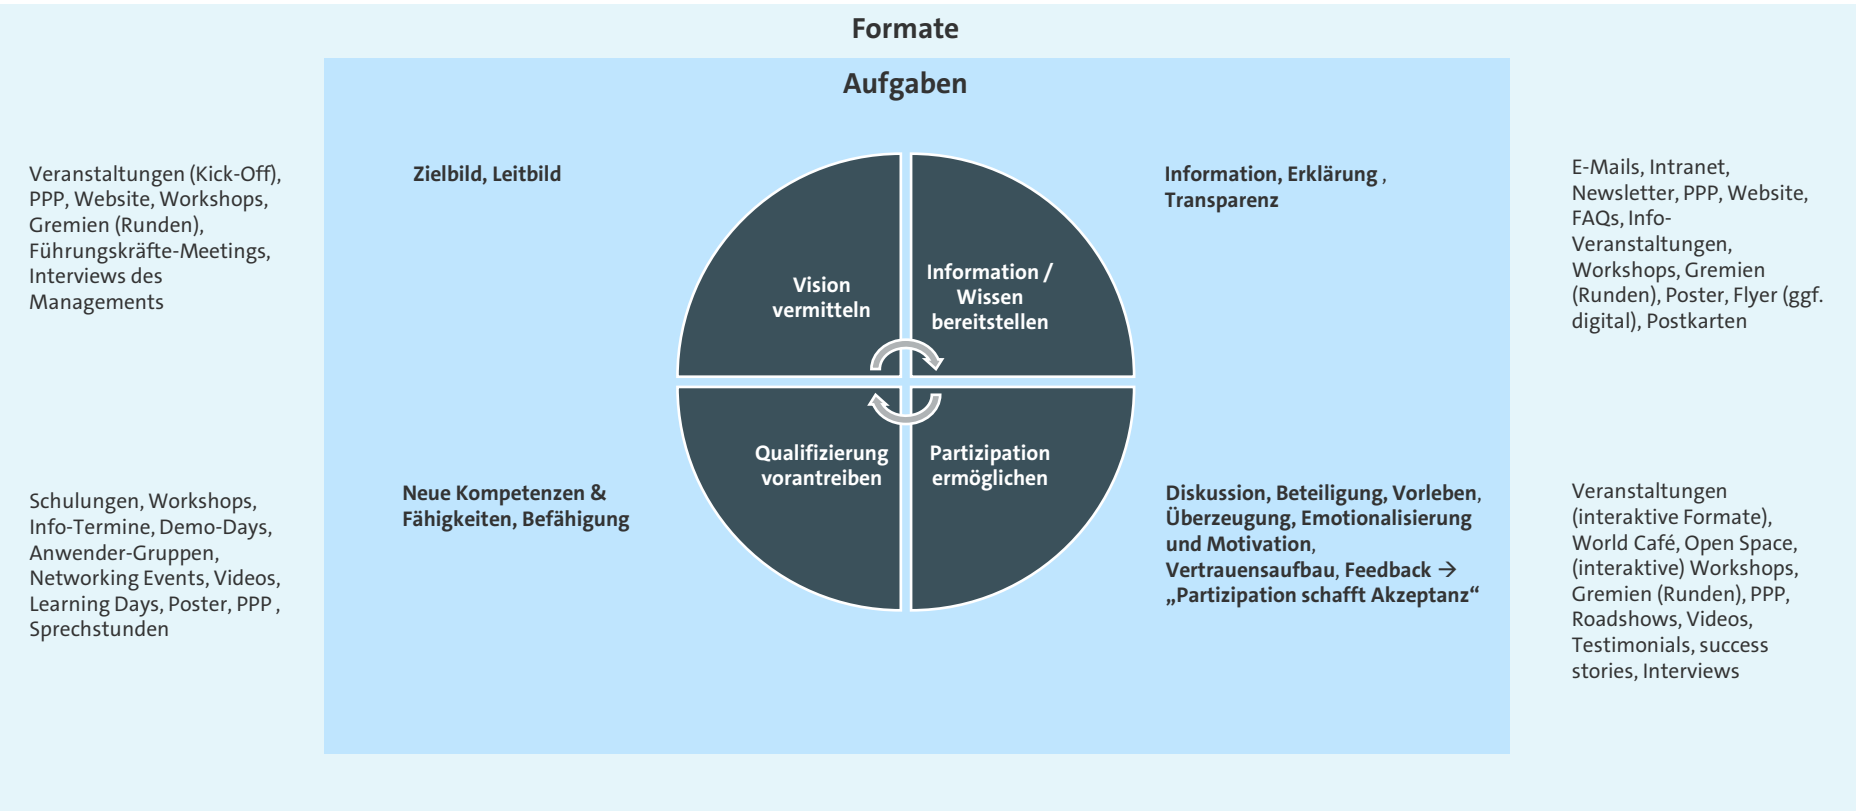 Formate
Aufgaben
Veranstaltungen (Kick-Off),
PPP, Website, Workshops,
Gremien (Runden),
Führungskräfte-Meetings,
Interviews des
Managements
Zielbild, Leitbild
Vision
vermitteln
Information /
Wissen
bereitstellen
Information, Erklärung ,
Transparenz
E-Mails, Intranet,
Newsletter, PPP, Website,
FAQs, Info-
Veranstaltungen,
Workshops, Gremien
(Runden), Poster, Flyer (ggf.
digital), Postkarten
Schulungen, Workshops,
Info-Termine, Demo-Days,
Anwender-Gruppen,
Networking Events, Videos,
Learning Days, Poster, PPP ,
Sprechstunden
Neue Kompetenzen &
Fähigkeiten, Befähigung
Qualifizierung
vorantreiben
Partizipation
ermöglichen
Diskussion, Beteiligung, Vorleben,
Überzeugung, Emotionalisierung
und Motivation,
Vertrauensaufbau, Feedback →
„Partizipation schafft Akzeptanz“
Veranstaltungen
(interaktive Formate),
World Café, Open Space,
(interaktive) Workshops,
Gremien (Runden), PPP,
Roadshows, Videos,
Testimonials, success
stories, Interviews